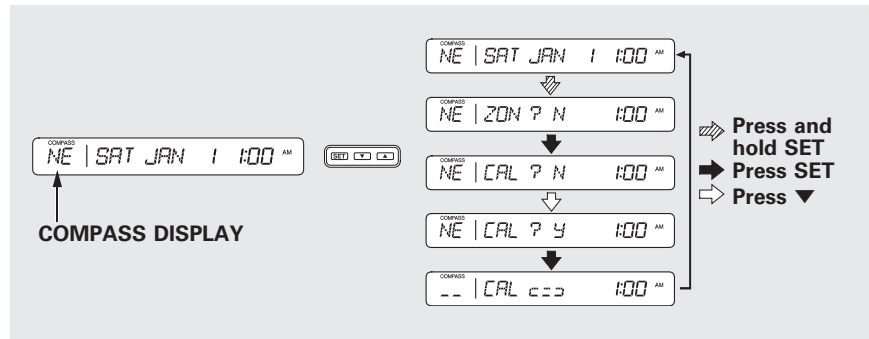 COMPASS
NE SAT JAN 1 1:00 AM
COMPASS DISPLAY
SET ▼ ▲
COMPASS
NE SAT JAN 1 1:00 AM
COMPASS
NE ZON ? N 1:00 AM
COMPASS
NE CAL ? N 1:00 AM
COMPASS
NE CAL ? Y 1:00 AM
COMPASS
-- CAL 1:00 AM
Press and
hold SET
Press SET
Press ▼